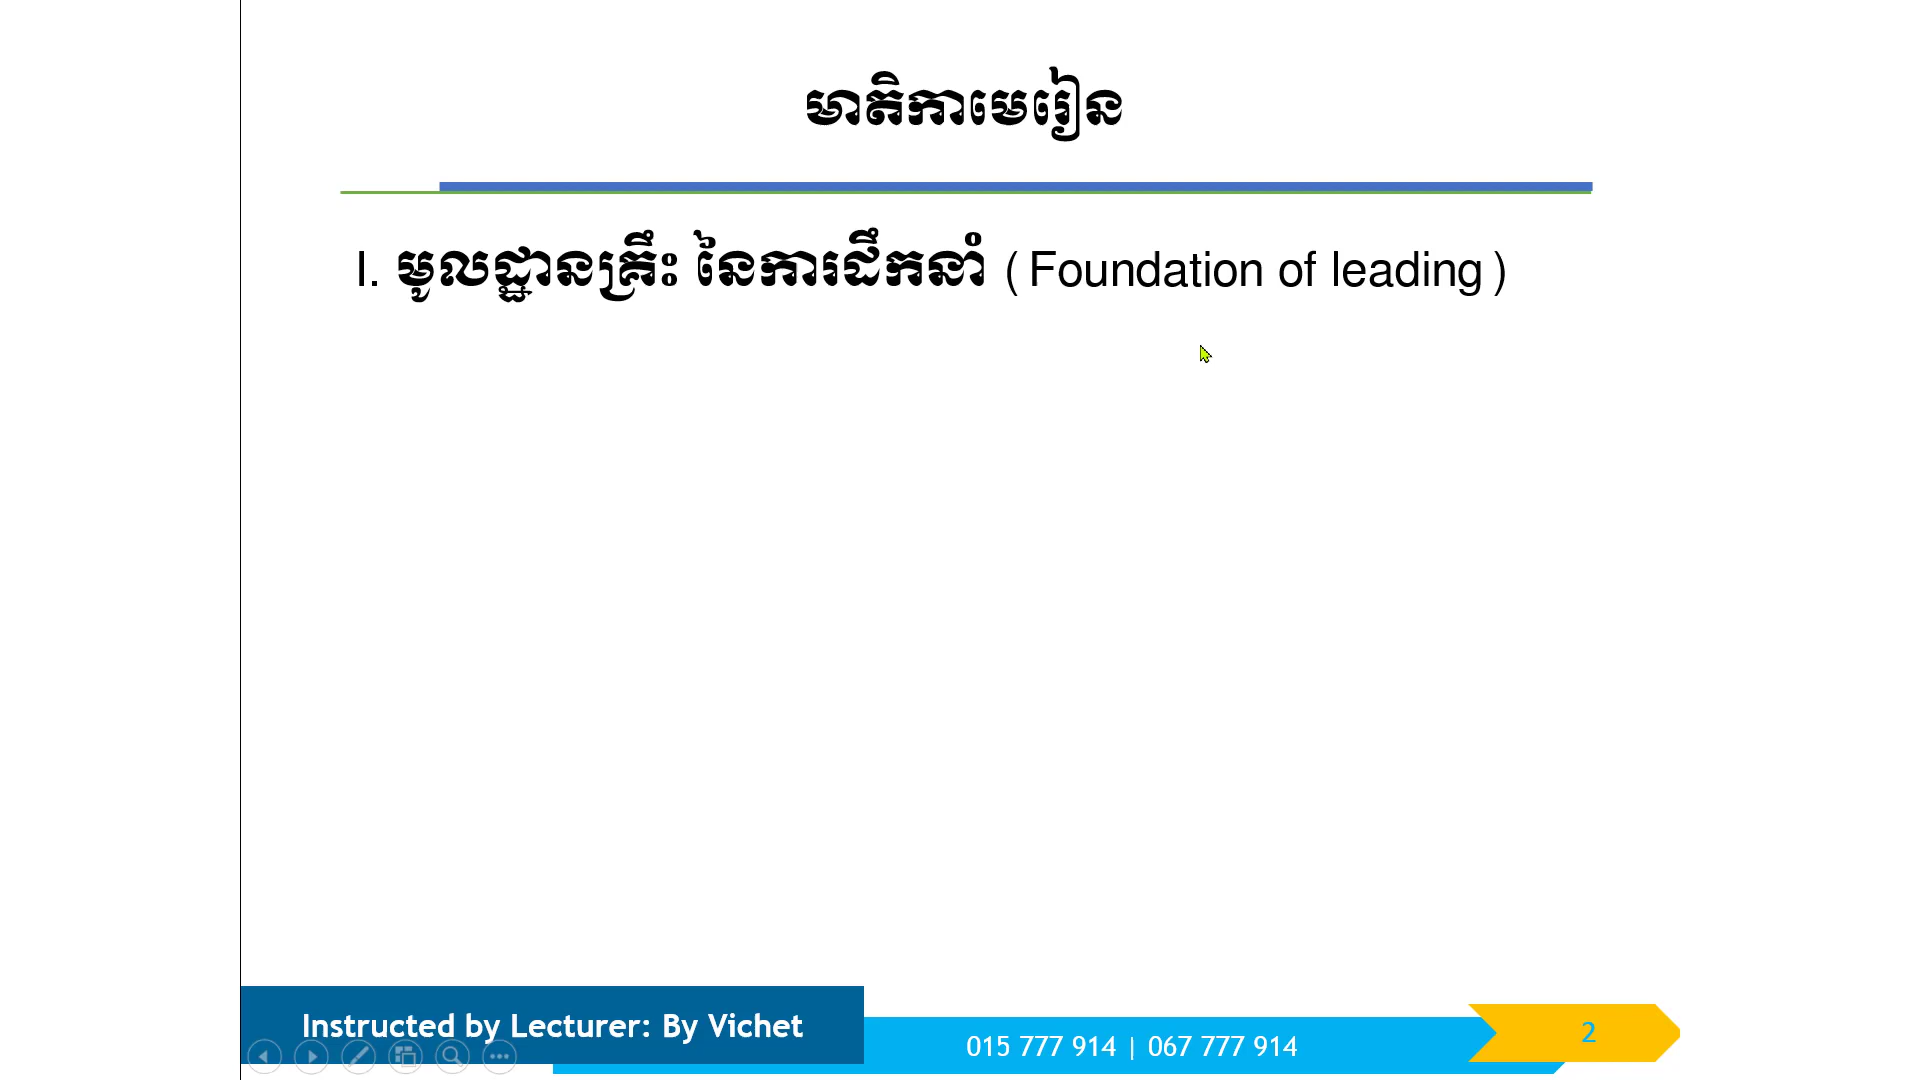 មាតិកាមេរៀន
I. មូលដ្ឋានគ្រឹះ នៃការដឹកនាំ (Foundation of leading)
Instructed by Lecturer: By Vichet
015 777 914 | 067 777 914
2